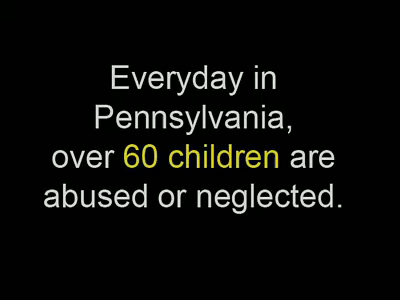 Everyday in
Pennsylvania,
over 60 children are
abused or neglected.